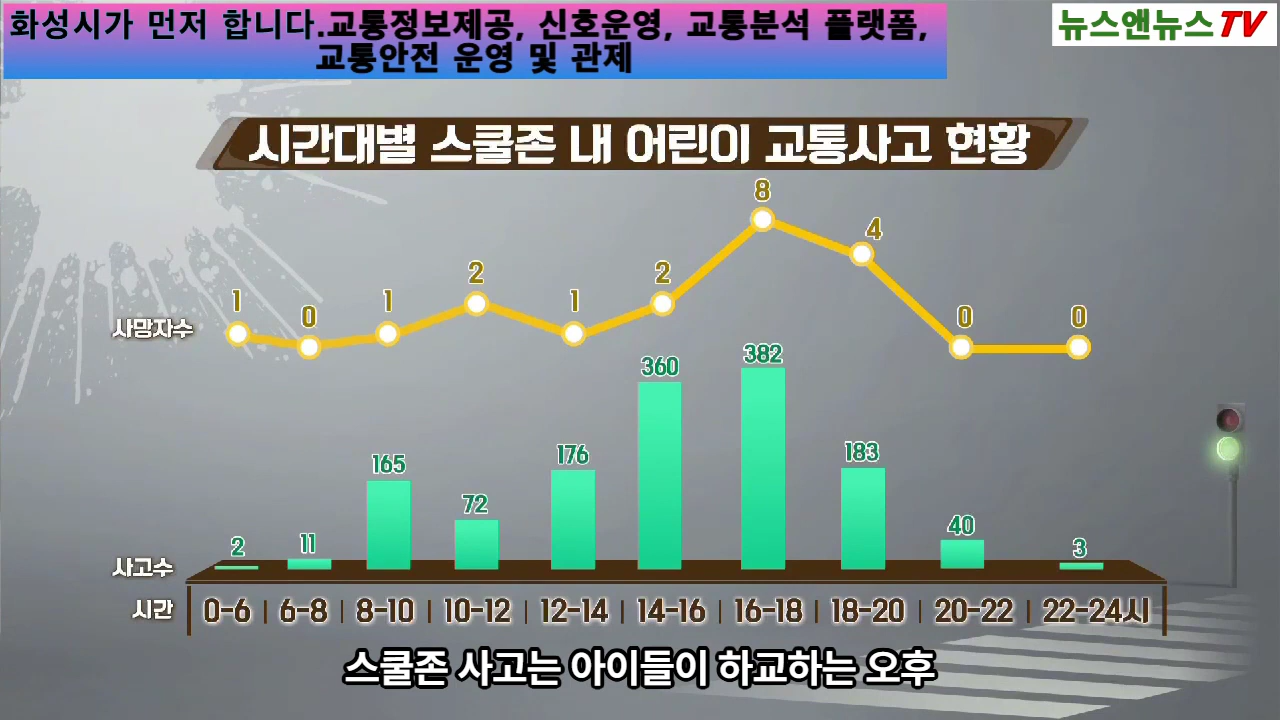 화성시가 먼저 합니다.교통정보제공, 신호운영, 교통분석 플랫폼,
교통안전 운영 및 관제
뉴스앤뉴스TV
시간대별 스쿨존 내 어린이 교통사고 현황
사망자수 1 0 1 2 1 2 8 4 0 0
사고수 2 11 165 72 176 360 382 183 40 3
시간 0-6 6-8 8-10 10-12 12-14 14-16 16-18 18-20 20-22 22-24시
스쿨존 사고는 아이들이 하교하는 오후